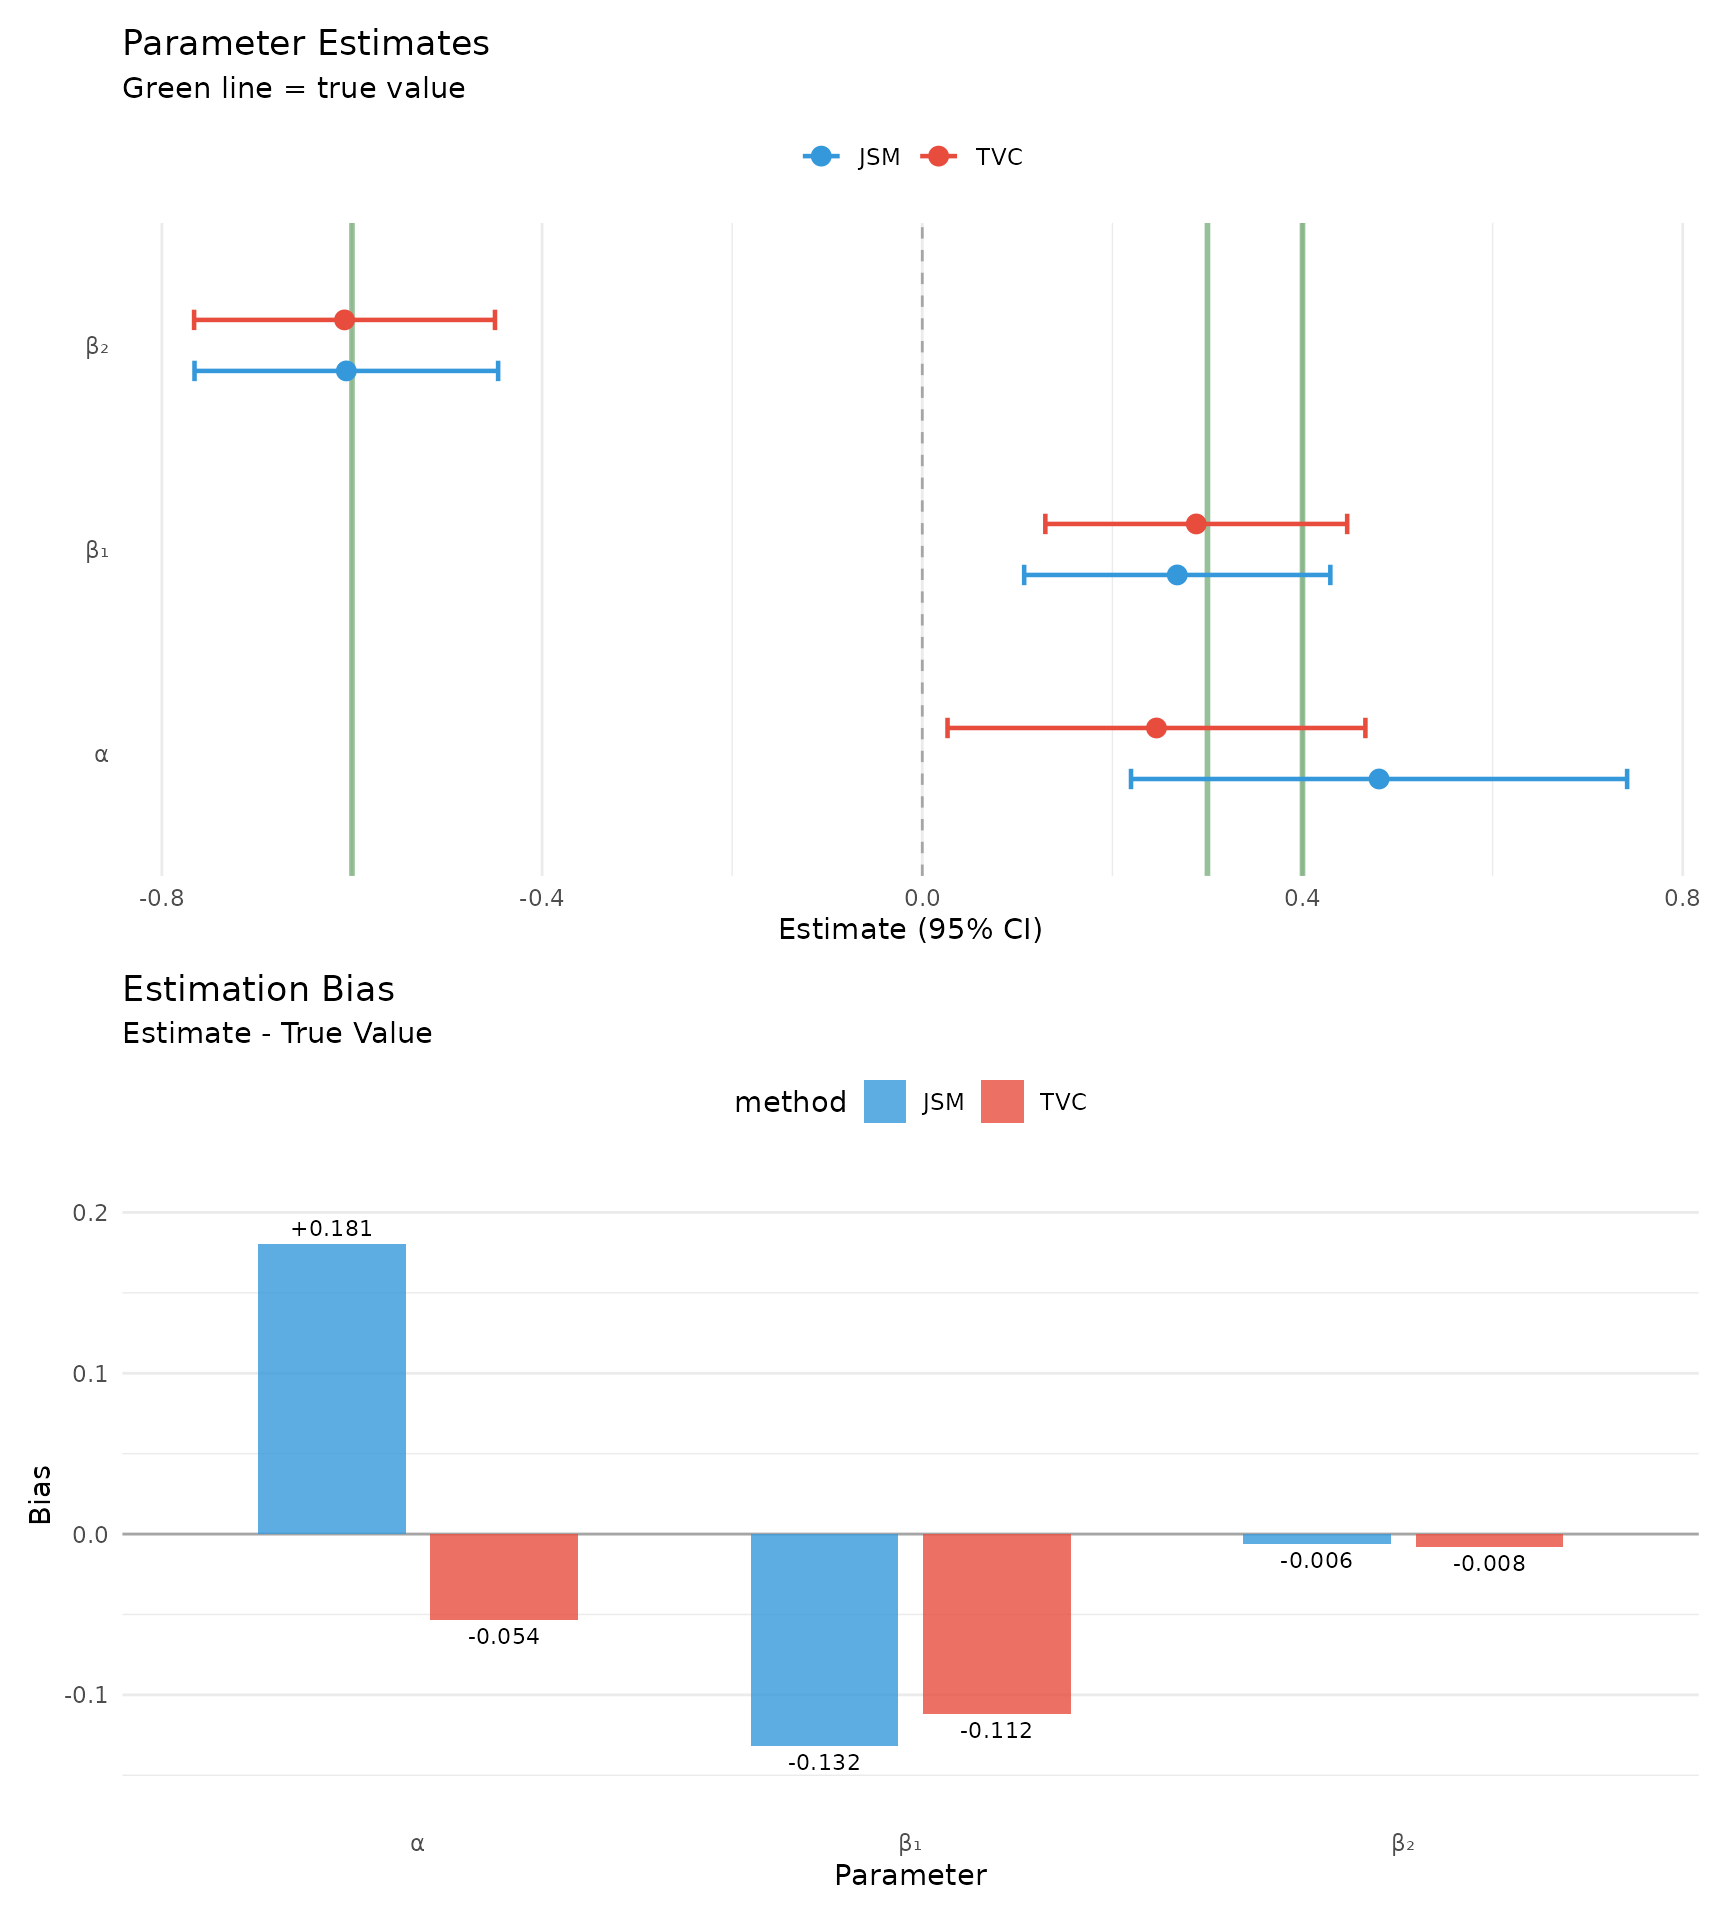 Parameter Estimates
Green line = true value
JSM TVC
β₂
β₁
α
-0.8 -0.4 0.0 0.4 0.8
Estimate (95% CI)
Estimation Bias
Estimate - True Value
method JSM TVC
0.2
+0.181
0.1
Bias
0.0
-0.006 -0.008
-0.054
-0.1
-0.112
-0.132
α β₁ β₂
Parameter